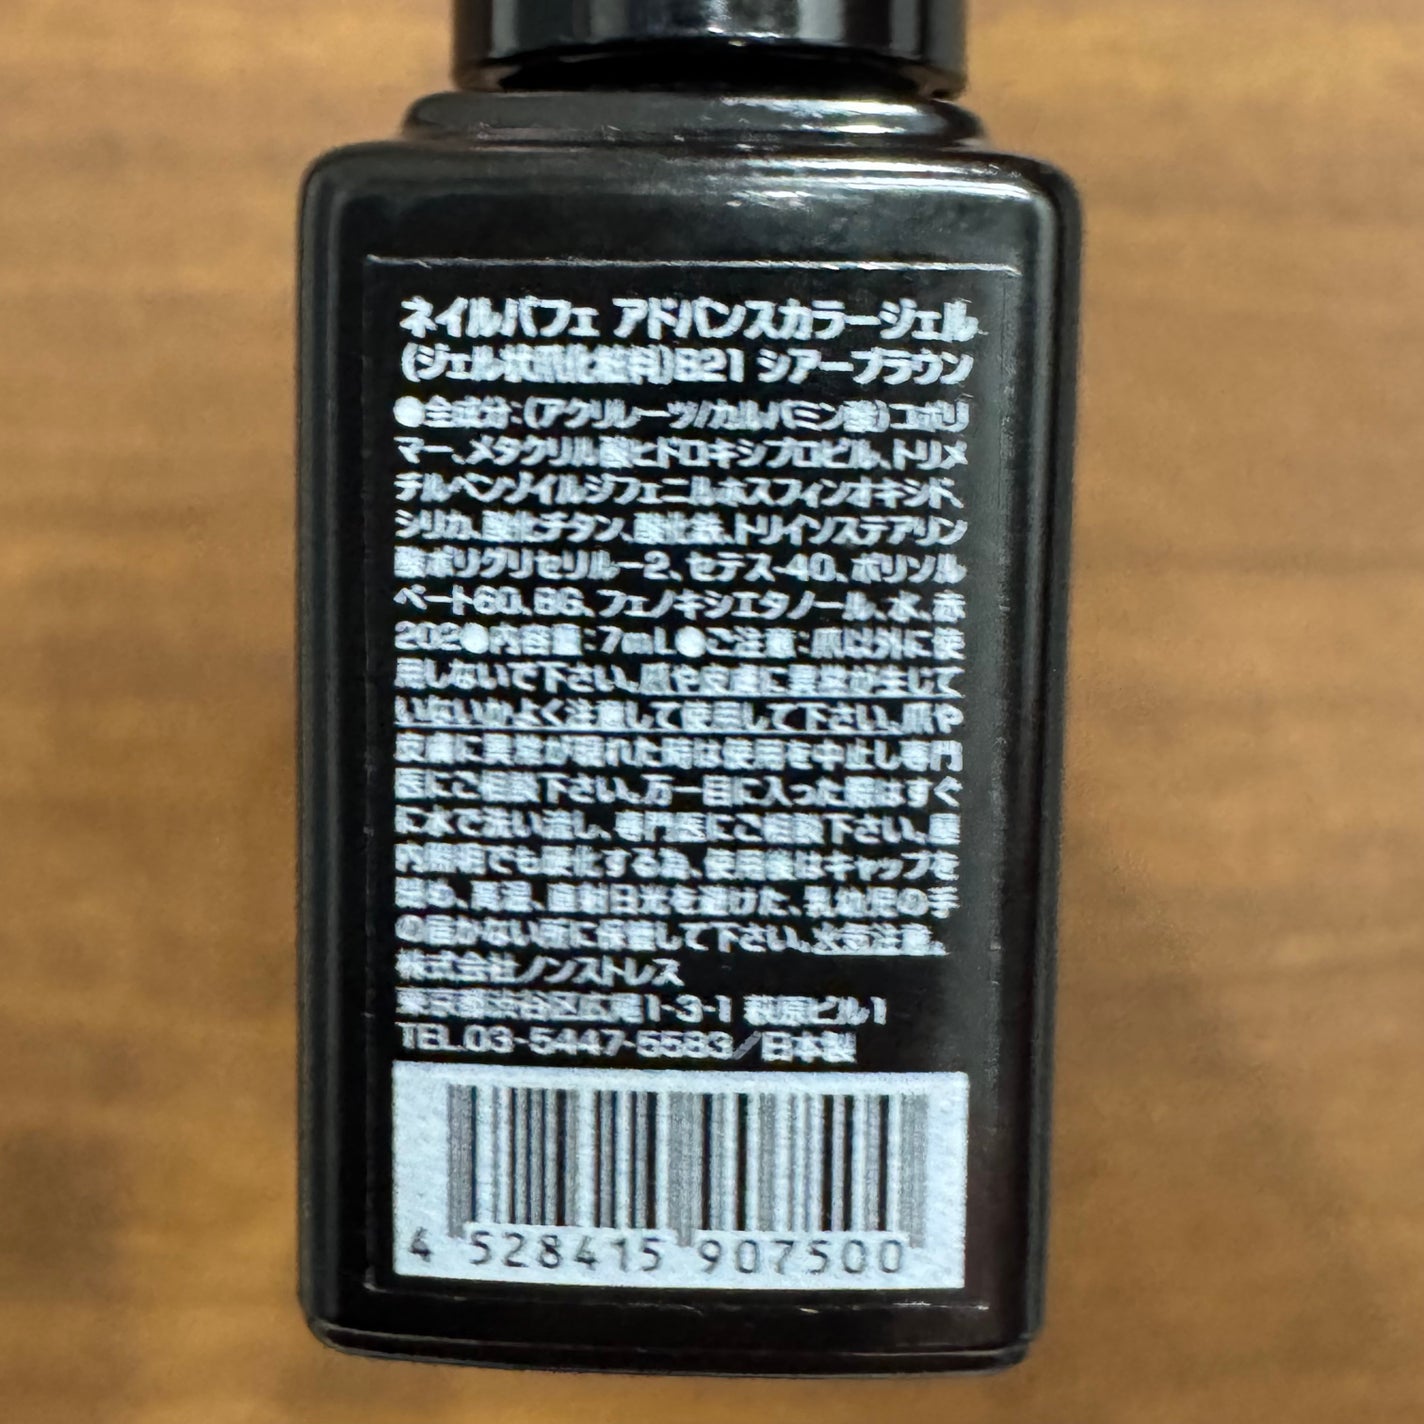 ネイルパフェ アドバンスカラージェル
(ジェル状爪化粧料)821 シアーブラウン
●全成分:(アクリレーツ/カルバミン酸)コポリ
マー、メタクリル酸ヒドロキシプロピル、トリメ
チルベンゾイルジフェニルホスフィンオキシド、
シリカ、酸化チタン、酸化鉄、トリイソステアリン
酸ポリグリセリル-2、セテス-40、ポリソル
ベート60、86、フェノキシエタノール、水、赤
202●内容量:7mL●ご注意:爪以外に使
用しないで下さい。爪や皮膚に異常が生じて
いないかよく注意して使用して下さい。爪や
皮膚に異常が現れた時は使用を中止し専門
医にご相談下さい。万一目に入った時はすぐ
に水で洗い流し、専門医にご相談下さい。屋
内照明でも硬化する為、使用後はキャップを
閉め、高温、直射日光を避けた、乳幼児の手
の届かない所に保管して下さい。火気注意。
株式会社ノンストレス
東京都渋谷区広尾1-3-1 萩原ビル1
TEL.03-5447-5583/日本製
4 528415 907500